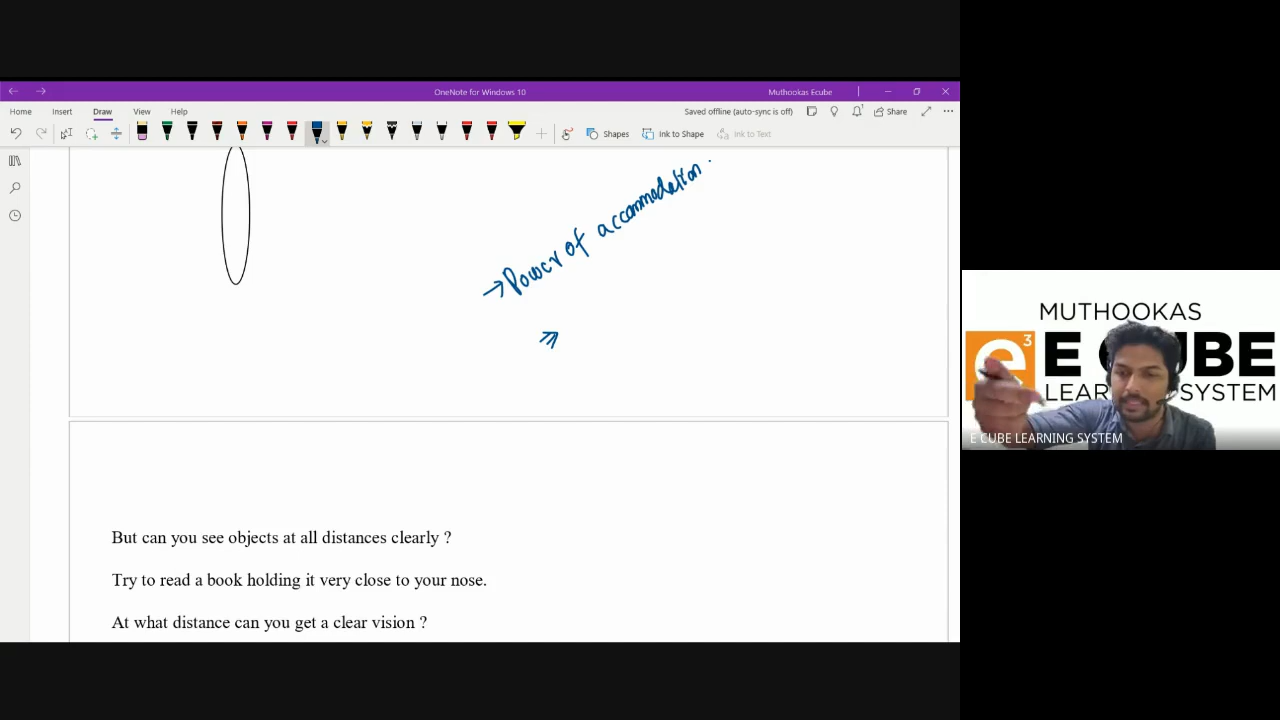 OneNote for Windows 10
Muthookas Ecube
Home Insert Draw View Help
Saved offline (auto-sync is off)
Share
Shapes
Ink to Shape
Ink to Text
→ Power of accommodation.
But can you see objects at all distances clearly ?
Try to read a book holding it very close to your nose.
At what distance can you get a clear vision ?
MUTHOOKAS
e3 E CUBE
LEARNING SYSTEM
E CUBE LEARNING SYSTEM